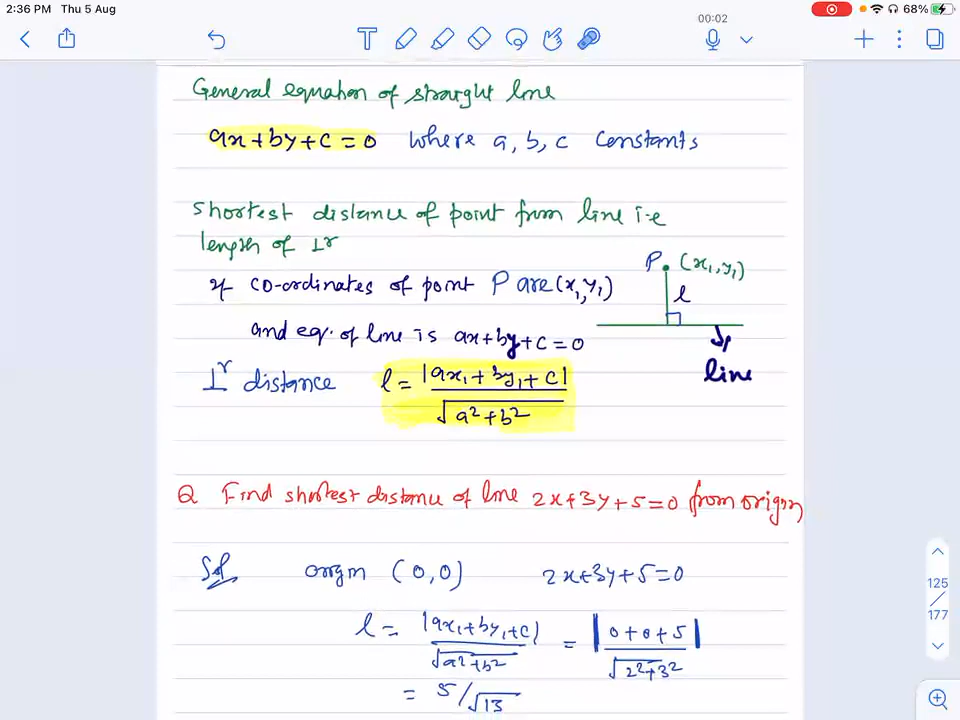 2:36 PM Thu 5 Aug
68%
00:02
General equation of straight line
ax+by+c=0 where a, b, c constants
shortest distance of point from line i-e
length of ⊥r
if co-ordinates of point P are (x₁,y₁)
P. (x₁,y₁)
l
and eq. of line is ax+by+c=0
line
⊥r distance l = |ax₁+by₁+c| / √a²+b²
Q Find shortest distance of line 2x+3y+5=0 from origin
Sol origin (0,0) 2x+3y+5=0
l = |ax₁+by₁+c| / √a²+b² = |0+0+5 / √2²+3²|
= 5/√13
125
/
177